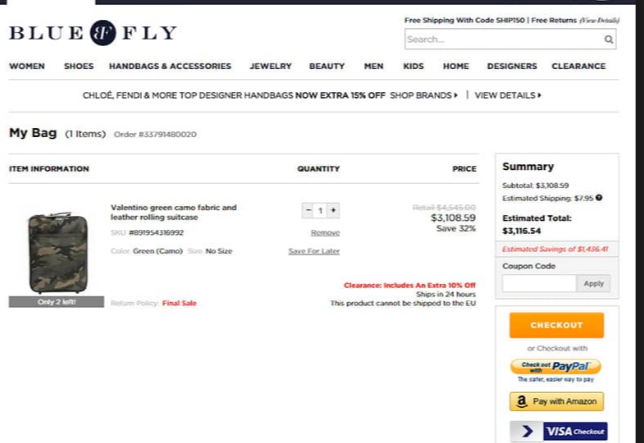 Free Shipping With Code SHIP150 | Free Returns (View Details)
BLUE BF FLY
Search...
WOMEN SHOES HANDBAGS & ACCESSORIES JEWELRY BEAUTY MEN KIDS HOME DESIGNERS CLEARANCE
CHLOÉ, FENDI & MORE TOP DESIGNER HANDBAGS NOW EXTRA 15% OFF SHOP BRANDS | VIEW DETAILS
My Bag (1 Items) Order #33791480020
ITEM INFORMATION QUANTITY PRICE
Valentino green camo fabric and
leather rolling suitcase
SKU #891954316992
Color Green (Camo) Size No Size
Only 2 left!
Return Policy: Final Sale
- 1 +
Remove
Save For Later
Retail $4,545.00
$3,108.59
Save 32%
Clearance: Includes An Extra 10% Off
Ships in 24 hours
This product cannot be shipped to the EU
Summary
Subtotal: $3,108.59
Estimated Shipping: $7.95 ?
Estimated Total:
$3,116.54
Estimated Savings of $1,436.41
Coupon Code
Apply
CHECKOUT
or Checkout with
Check out with PayPal
The safer, easier way to pay
a Pay with Amazon
VISA Checkout